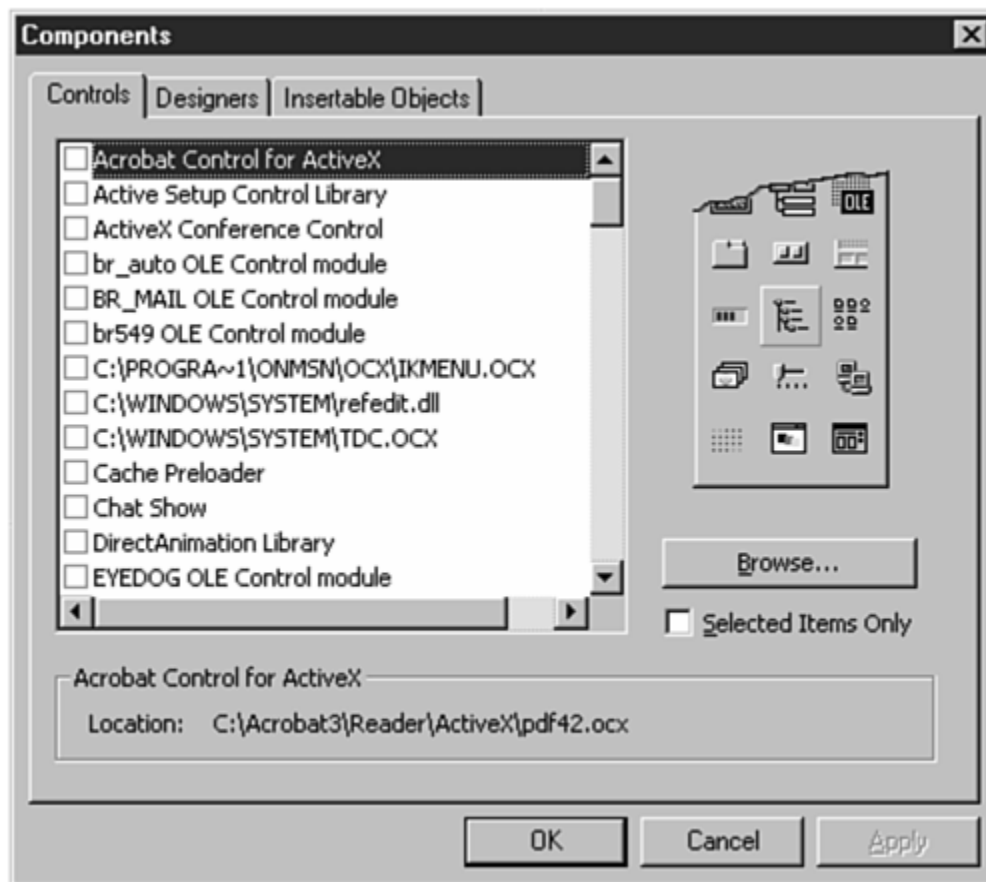 Components
Controls Designers Insertable Objects
Acrobat Control for ActiveX
Active Setup Control Library
ActiveX Conference Control
br_auto OLE Control module
BR_MAIL OLE Control module
br549 OLE Control module
C:\PROGRA~1\ONMSN\OCX\IKMENU.OCX
C:\WINDOWS\SYSTEM\refedit.dll
C:\WINDOWS\SYSTEM\TDC.OCX
Cache Preloader
Chat Show
DirectAnimation Library
EYEDOG OLE Control module
OLE
Browse...
Selected Items Only
Acrobat Control for ActiveX
Location: C:\Acrobat3\Reader\ActiveX\pdf42.ocx
OK Cancel Apply